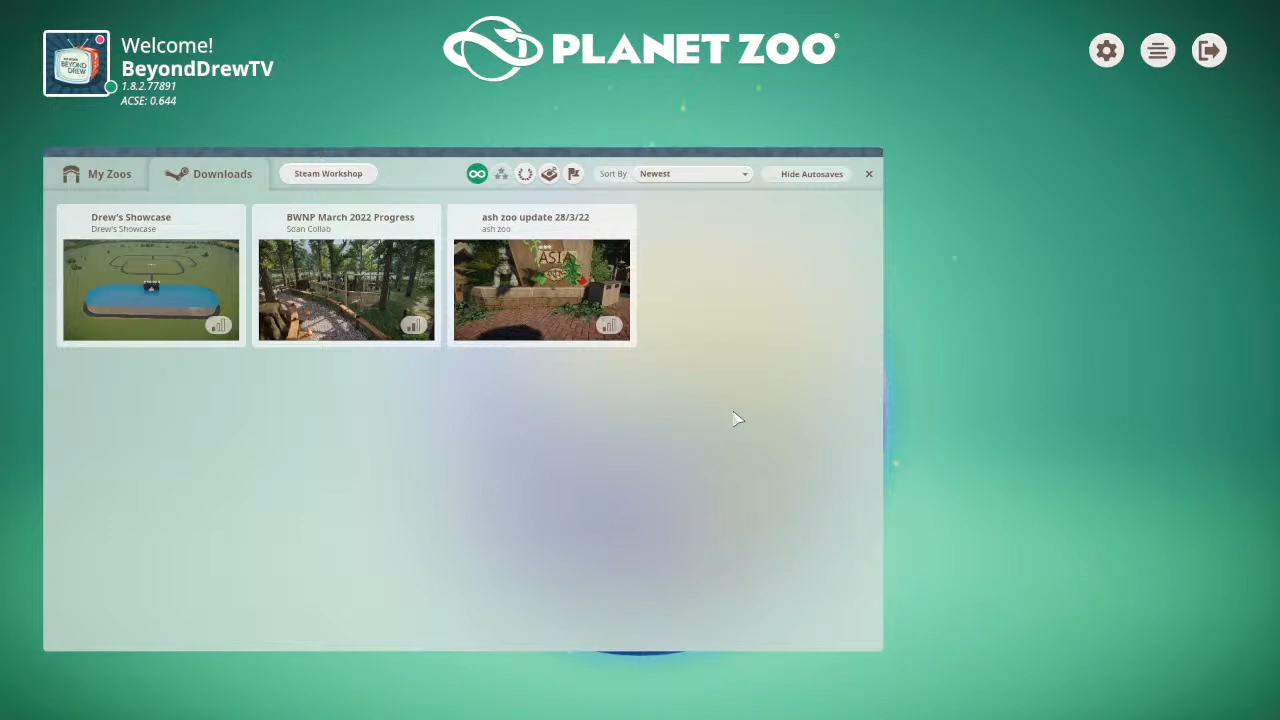 Welcome!
BeyondDrewTV
1.8.2.77891
ACSE: 0.644
PLANET ZOO
My Zoos
Downloads
Steam Workshop
Sort By
Newest
Hide Autosaves
Drew's Showcase
Drew's Showcase
BWNP March 2022 Progress
Sdan Collab
ash zoo update 28/3/22
ash zoo
BEYOND
DREW
ASIA